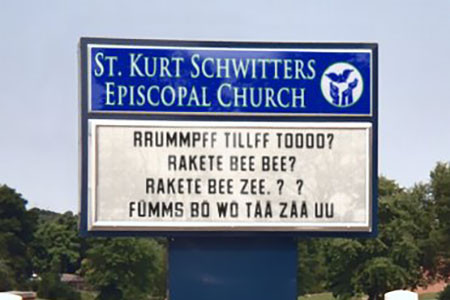 ST. KURT SCHWITTERS
EPISCOPAL CHURCH
RRUMMPFF TILLFF TOOOO?
RAKETE BEE BEE?
RAKETE BEE ZEE. ? ?
FÜMMS BÖ WÖ TÄÄ ZÄÄ UU